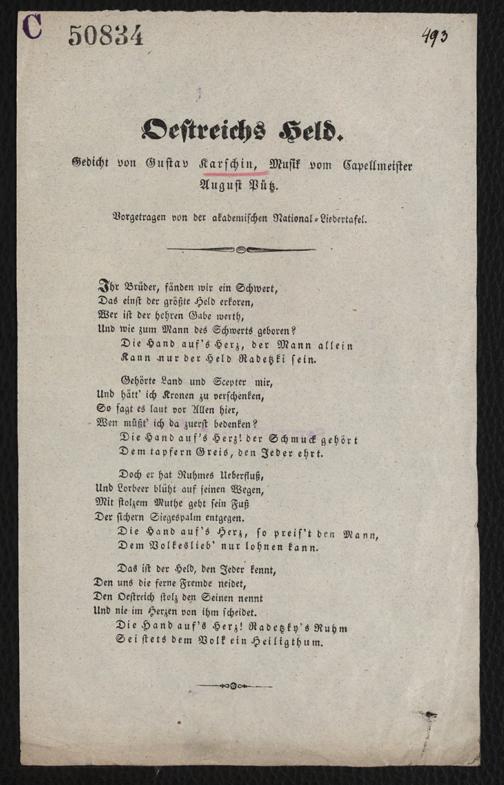 C 50834
493
Oestreichs Held.
Gedicht von Gustav Karschin, Musik vom Capellmeister
August Pütz.
Vorgetragen von der akademischen National-Liedertafel.
Ihr Brüder, fänden wir ein Schwert,
Das einst der größte Held erkoren,
Wer ist der hehren Gabe werth,
Und wie zum Mann des Schwerts geboren?
Die Hand auf's Herz, der Mann allein
Kann nur der Held Radetzki sein.
Gehörte Land und Scepter mir,
Und hätt' ich Kronen zu verschenken,
So sagt es laut vor Allen hier,
Wen müßt' ich da zuerst bedenken?
Die Hand auf's Herz! der Schmuck gehört
Dem tapfern Greis, den Jeder ehrt.
Doch er hat Ruhmes Ueberfluß,
Und Lorbeer blüht auf seinen Wegen,
Mit stolzem Muthe geht sein Fuß
Der sichern Siegespalm entgegen.
Die Hand auf's Herz, so preis't den Mann,
Dem Volkeslieb' nur lohnen kann.
Das ist der Held, den Jeder kennt,
Den uns die ferne Fremde neidet,
Den Oestreich stolz den Seinen nennt
Und nie im Herzen von ihm scheidet.
Die Hand auf's Herz! Radetzky's Ruhm
Sei stets dem Volk ein Heiligthum.